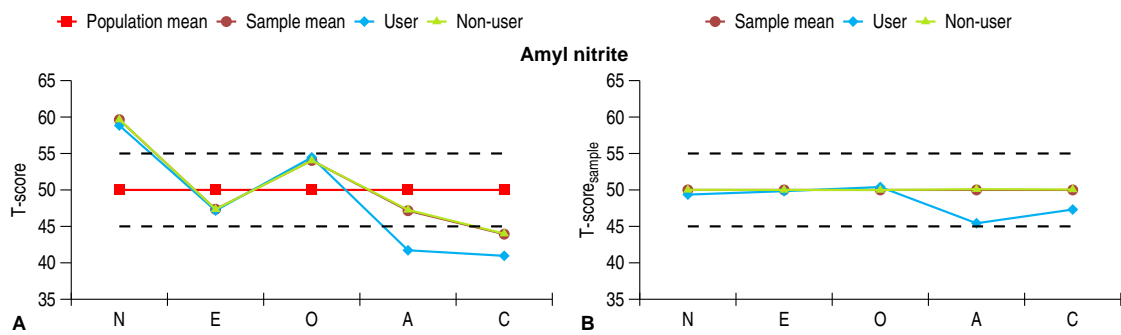 Population mean Sample mean User Non-user
Sample mean User Non-user
Amyl nitrite
T-score
65
60
55
50
45
40
35
N E O A C
A
T-scoresample
65
60
55
50
45
40
35
N E O A C
B